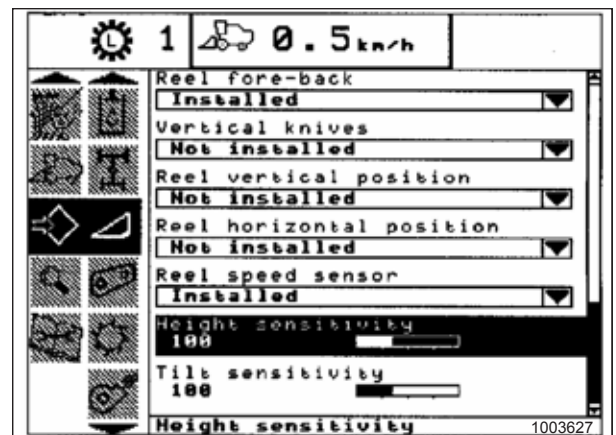 L 1 0.5km/h
Reel fore-back
Installed
Vertical knives
Not installed
Reel vertical position
Not installed
Reel horizontal position
Not installed
Reel speed sensor
Installed
Height sensitivity
100
Tilt sensitivity
100
Height sensitivity
1003627